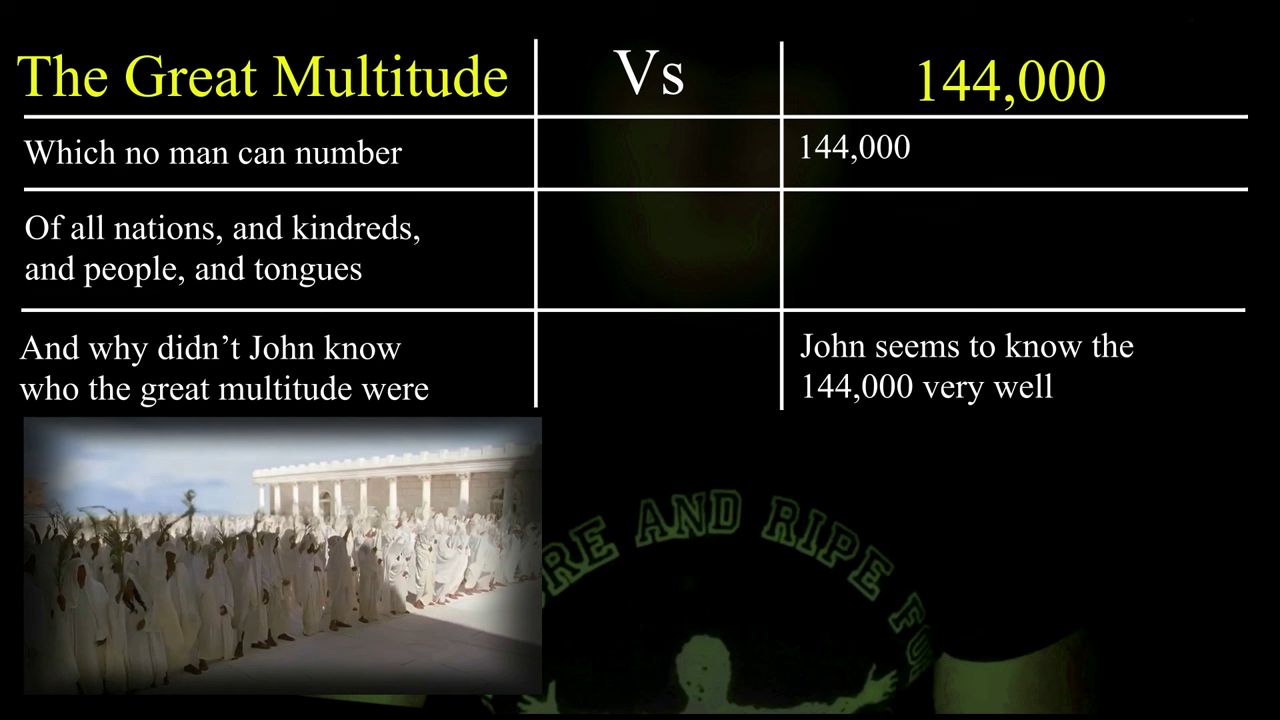 The Great Multitude
Vs
144,000
Which no man can number
144,000
Of all nations, and kindreds,
and people, and tongues
And why didn’t John know
who the great multitude were
John seems to know the
144,000 very well
AND RIPE